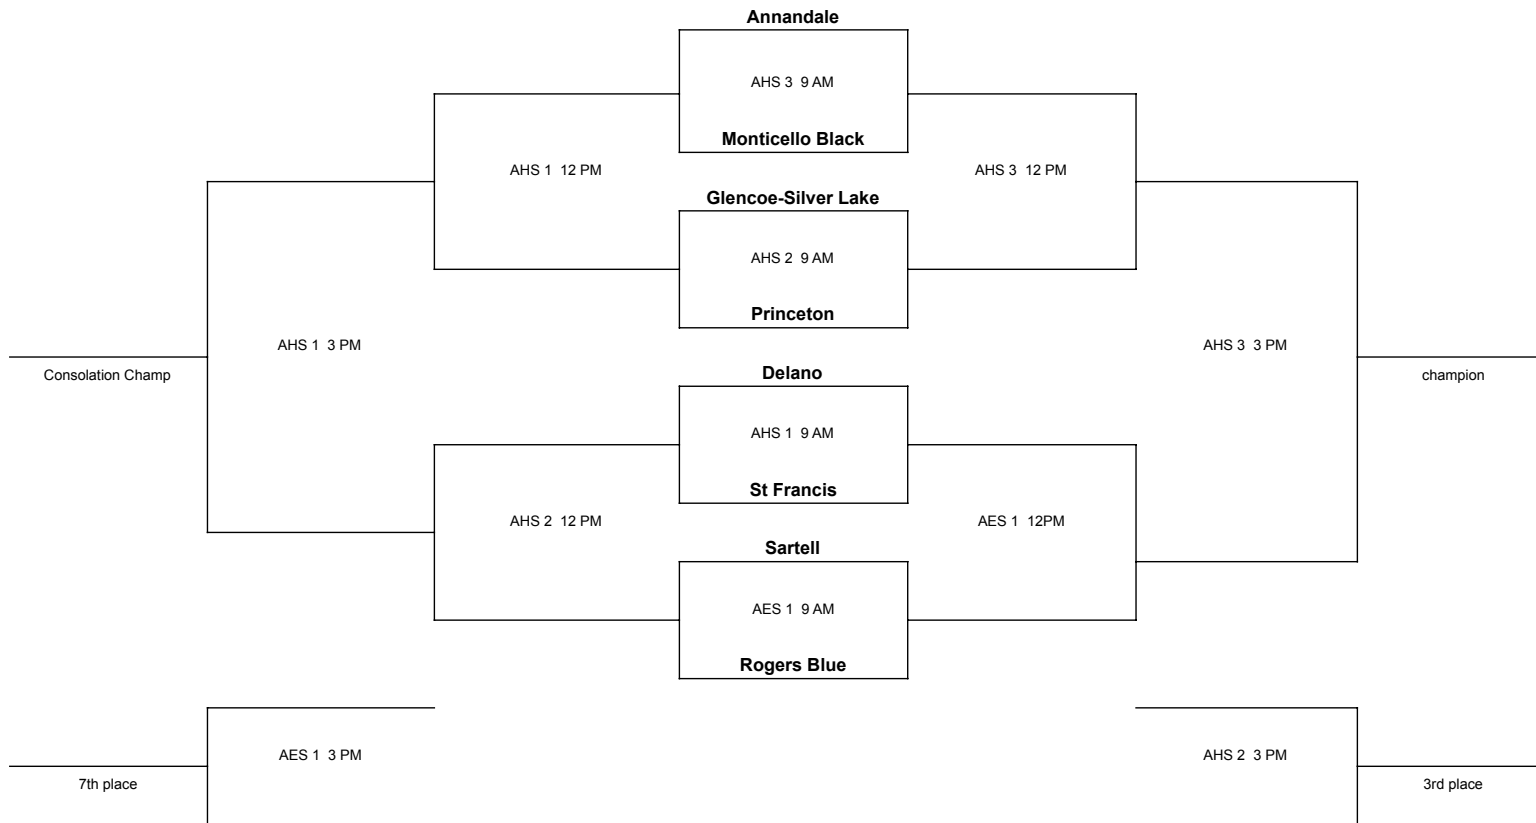 Annandale
AHS 3  9 AM
Monticello Black
AHS 1  12 PM
AHS 3  12 PM
Glencoe-Silver Lake
AHS 2  9 AM
Princeton
AHS 1  3 PM
AHS 3  3 PM
Delano
Consolation Champ
champion
AHS 1  9 AM
St Francis
AHS 2  12 PM
AES 1  12PM
Sartell
AES 1  9 AM
Rogers Blue
AES 1  3 PM
AHS 2  3 PM
7th place
3rd place